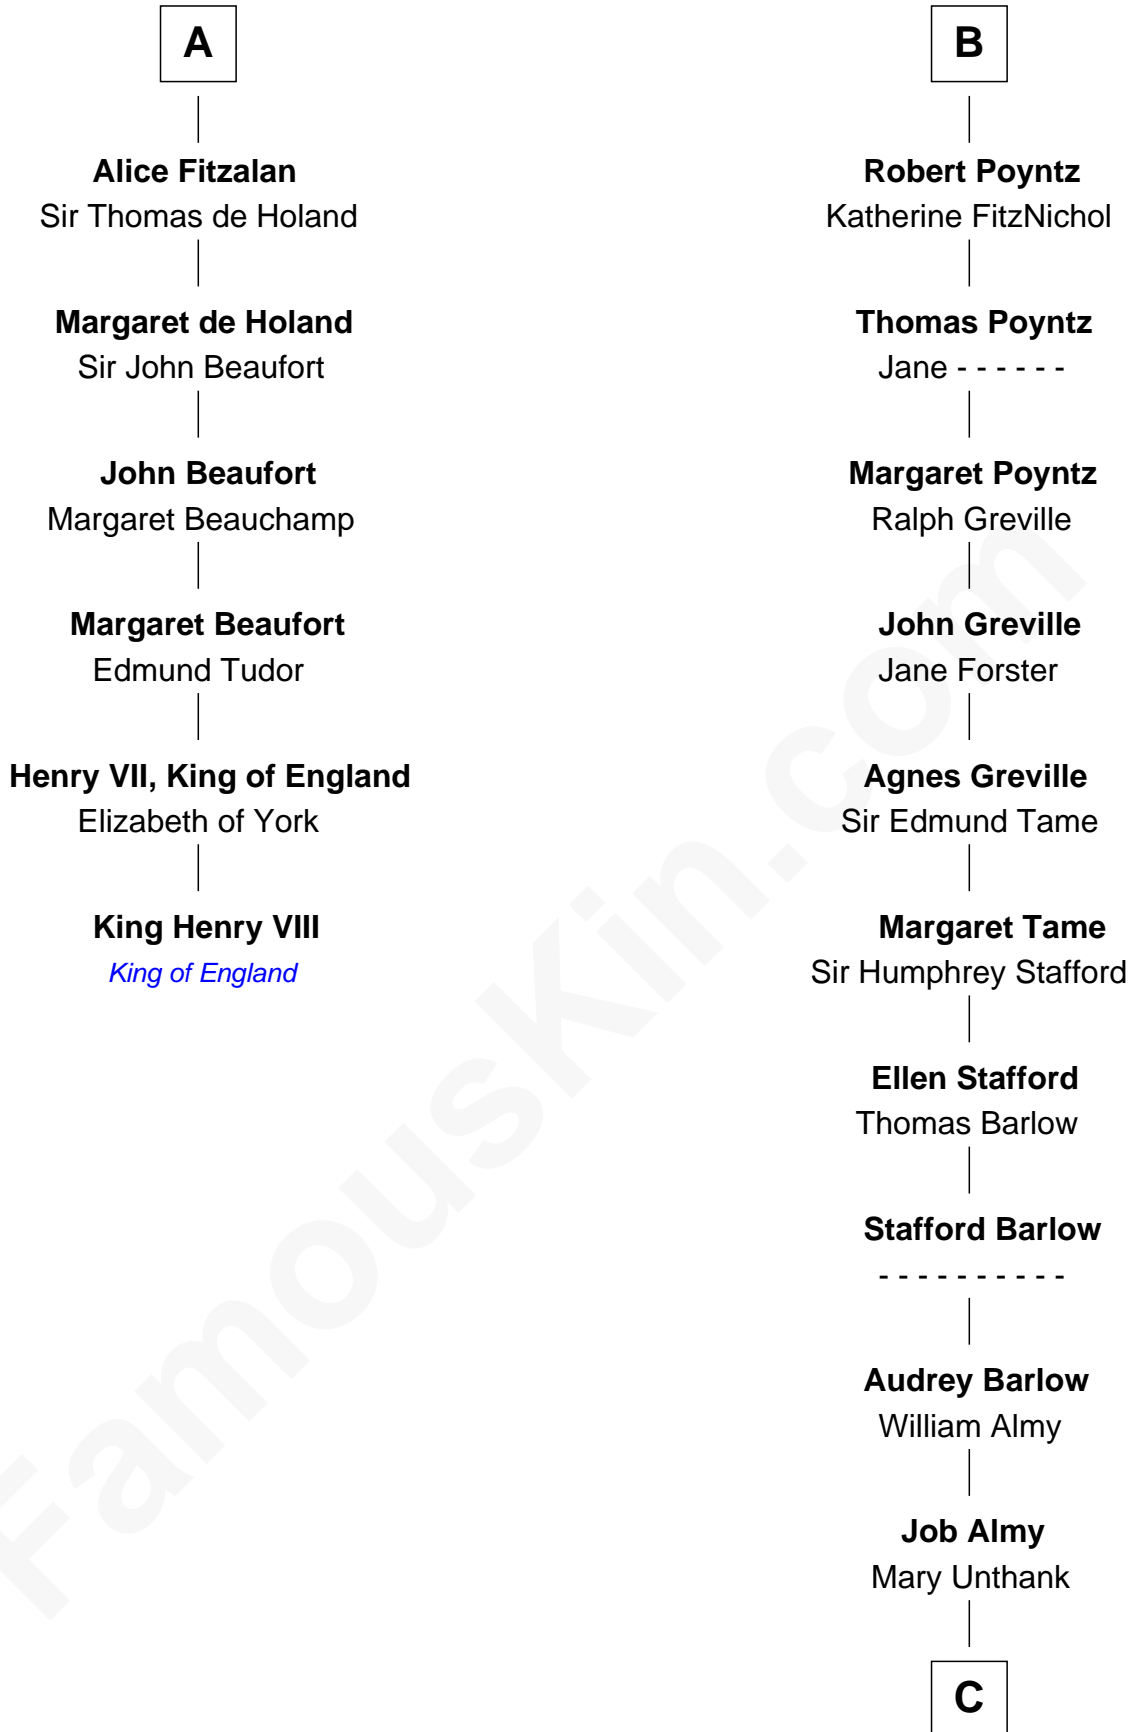 A
Alice Fitzalan
Sir Thomas de Holand
Margaret de Holand
Sir John Beaufort
John Beaufort
Margaret Beauchamp
Margaret Beaufort
Edmund Tudor
Henry VII, King of England
Elizabeth of York
King Henry VIII
King of England
B
Robert Poyntz
Katherine FitzNichol
Thomas Poyntz
Jane - - - - - -
Margaret Poyntz
Ralph Greville
John Greville
Jane Forster
Agnes Greville
Sir Edmund Tame
Margaret Tame
Sir Humphrey Stafford
Ellen Stafford
Thomas Barlow
Stafford Barlow
- - - - - - - - - -
Audrey Barlow
William Almy
Job Almy
Mary Unthank
C
FamousKin.com